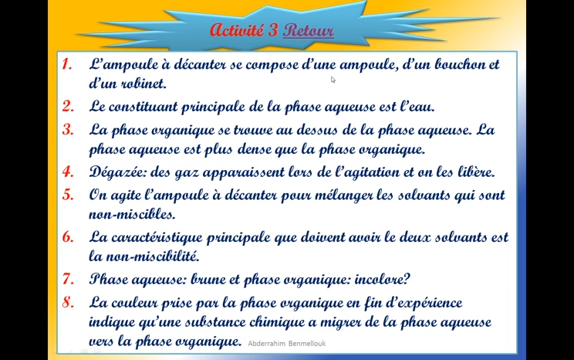 Activité 3 Retour
1. L'ampoule à décanter se compose d'une ampoule, d'un bouchon et
d'un robinet.
2. Le constituant principale de la phase aqueuse est l'eau.
3. La phase organique se trouve au dessus de la phase aqueuse. La
phase aqueuse est plus dense que la phase organique.
4. Dégazée: des gaz apparaissent lors de l'agitation et on les libère.
5. On agite l'ampoule à décanter pour mélanger les solvants qui sont
non-miscibles.
6. La caractéristique principale que doivent avoir le deux solvants est
la non-miscibilité.
7. Phase aqueuse: brune et phase organique: incolore?
8. La couleur prise par la phase organique en fin d'expérience
indique qu'une substance chimique a migrer de la phase aqueuse
vers la phase organique. Abderrahim Benmellouk